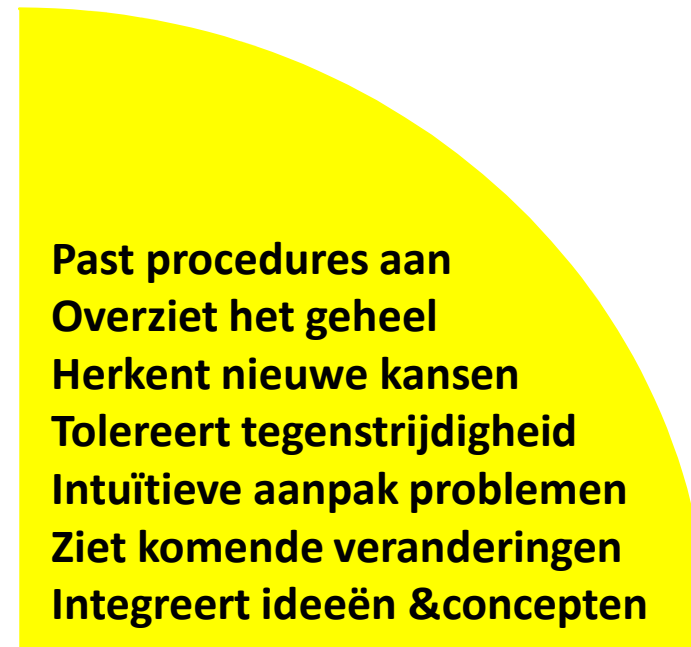 Past procedures aan
Overziet het geheel
Herkent nieuwe kansen
Tolereert tegenstrijdigheid
Intuïtieve aanpak problemen
Ziet komende veranderingen
Integreert ideeën &concepten